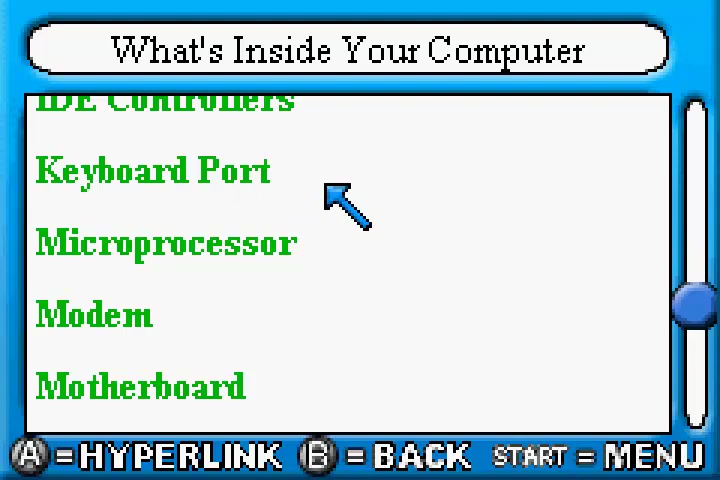 What's Inside Your Computer
IDE Controllers
Keyboard Port
Microprocessor
Modem
Motherboard
A =HYPERLINK B =BACK START =MENU